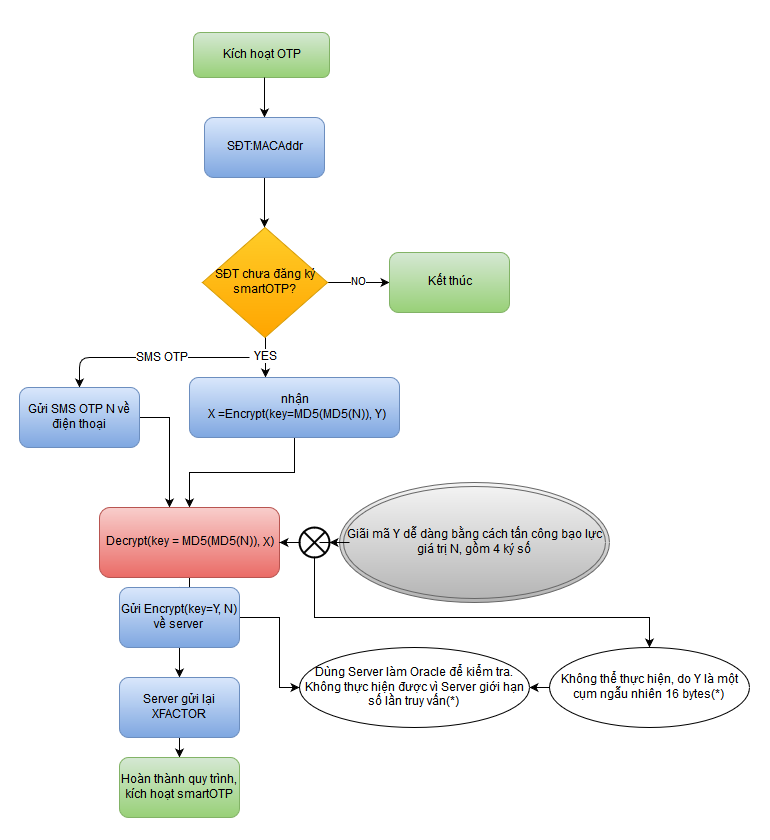 Kích hoạt OTP
SĐT:MACAddr
SĐT chưa đăng ký
smartOTP?
NO
Kết thúc
SMS OTP
YES
Gửi SMS OTP N về
điện thoại
nhận
X =Encrypt(key=MD5(MD5(N)), Y)
Decrypt(key = MD5(MD5(N)), X)
Giãi mã Y dễ dàng bằng cách tấn công bạo lực
giá trị N, gồm 4 ký số
Gửi Encrypt(key=Y, N)
về server
Dùng Server làm Oracle để kiểm tra.
Không thực hiện được vì Server giới hạn
số lần truy vấn(*)
Không thể thực hiện, do Y là một
cụm ngẫu nhiên 16 bytes(*)
Server gửi lại
XFACTOR
Hoàn thành quy trình,
kích hoạt smartOTP